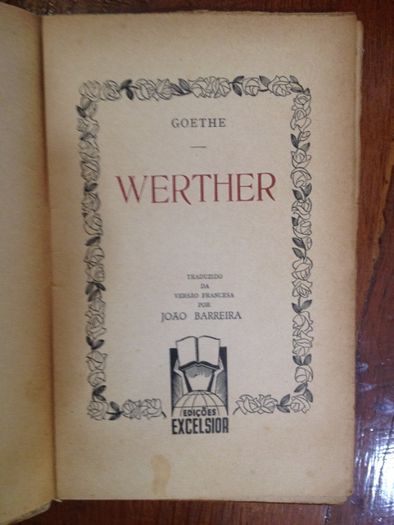 GOETHE
WERTHER
TRADUZIDO
DA
VERSÃO FRANCESA
POR
JOÃO BARREIRA
EDIÇÕES
EXCELSIOR